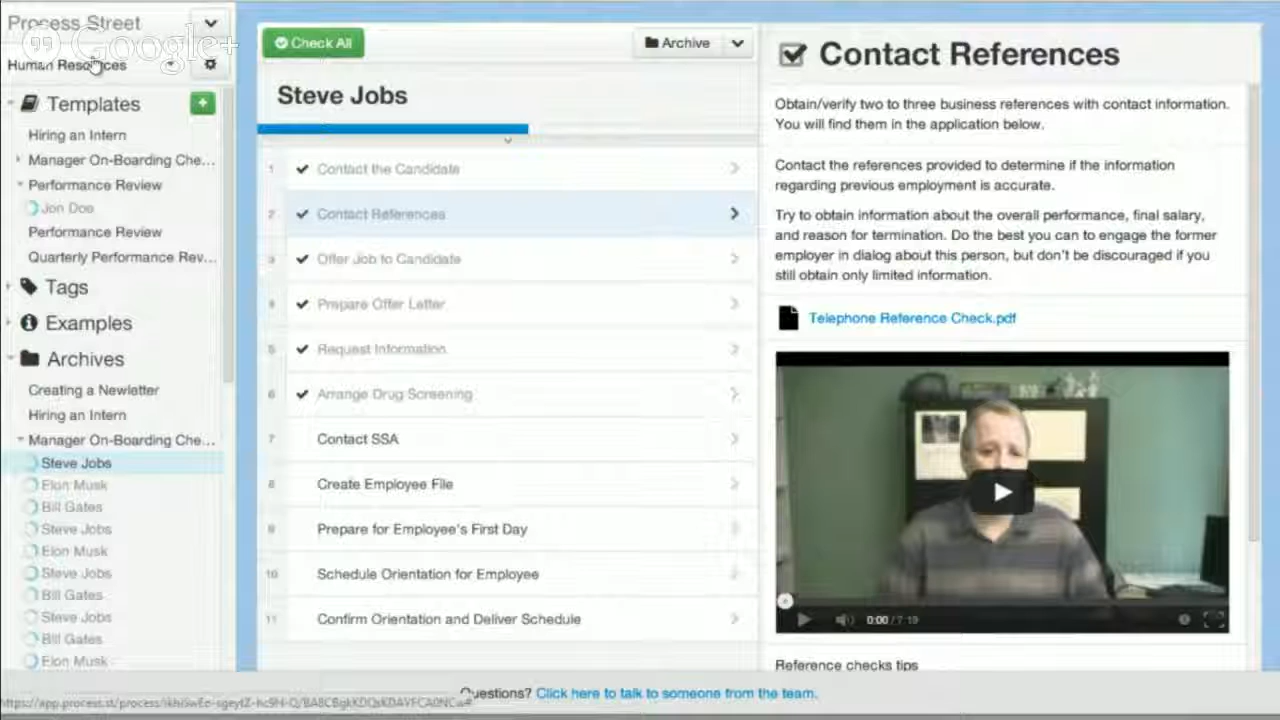 Process Street
Google+
Human Resources
Templates
Hiring an Intern
Manager On-Boarding Che...
Performance Review
Jon Doe
Performance Review
Quarterly Performance Rev...
Tags
Examples
Archives
Creating a Newletter
Hiring an Intern
Manager On-Boarding Che...
Steve Jobs
Elon Musk
Bill Gates
Steve Jobs
Elon Musk
Steve Jobs
Bill Gates
Steve Jobs
Bill Gates
Elon Musk
Check All
Archive
Steve Jobs
1 Contact the Candidate
2 Contact References
3 Offer Job to Candidate
4 Prepare Offer Letter
5 Request Information
6 Arrange Drug Screening
7 Contact SSA
8 Create Employee File
9 Prepare for Employee's First Day
10 Schedule Orientation for Employee
11 Confirm Orientation and Deliver Schedule
Contact References
Obtain/verify two to three business references with contact information.
You will find them in the application below.
Contact the references provided to determine if the information
regarding previous employment is accurate.
Try to obtain information about the overall performance, final salary,
and reason for termination. Do the best you can to engage the former
employer in dialog about this person, but don't be discouraged if you
still obtain only limited information.
Telephone Reference Check.pdf
0:00 / 7:19
Reference checks tips
Questions? Click here to talk to someone from the team.